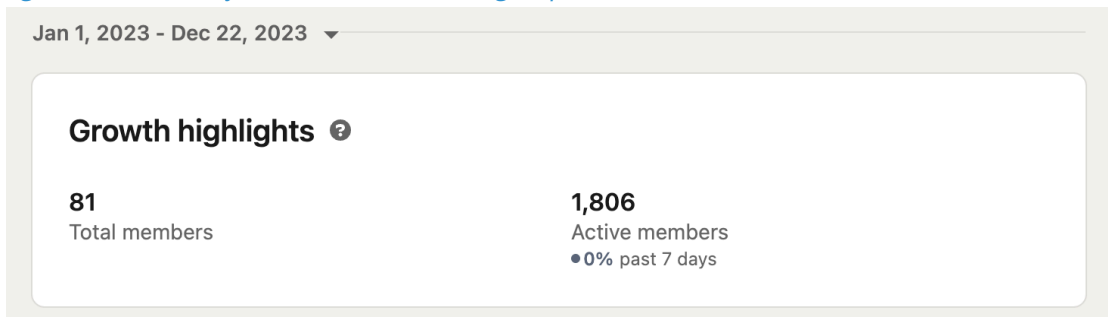 Jan 1, 2023 - Dec 22, 2023
Growth highlights ?
81
Total members
1,806
Active members
•0% past 7 days